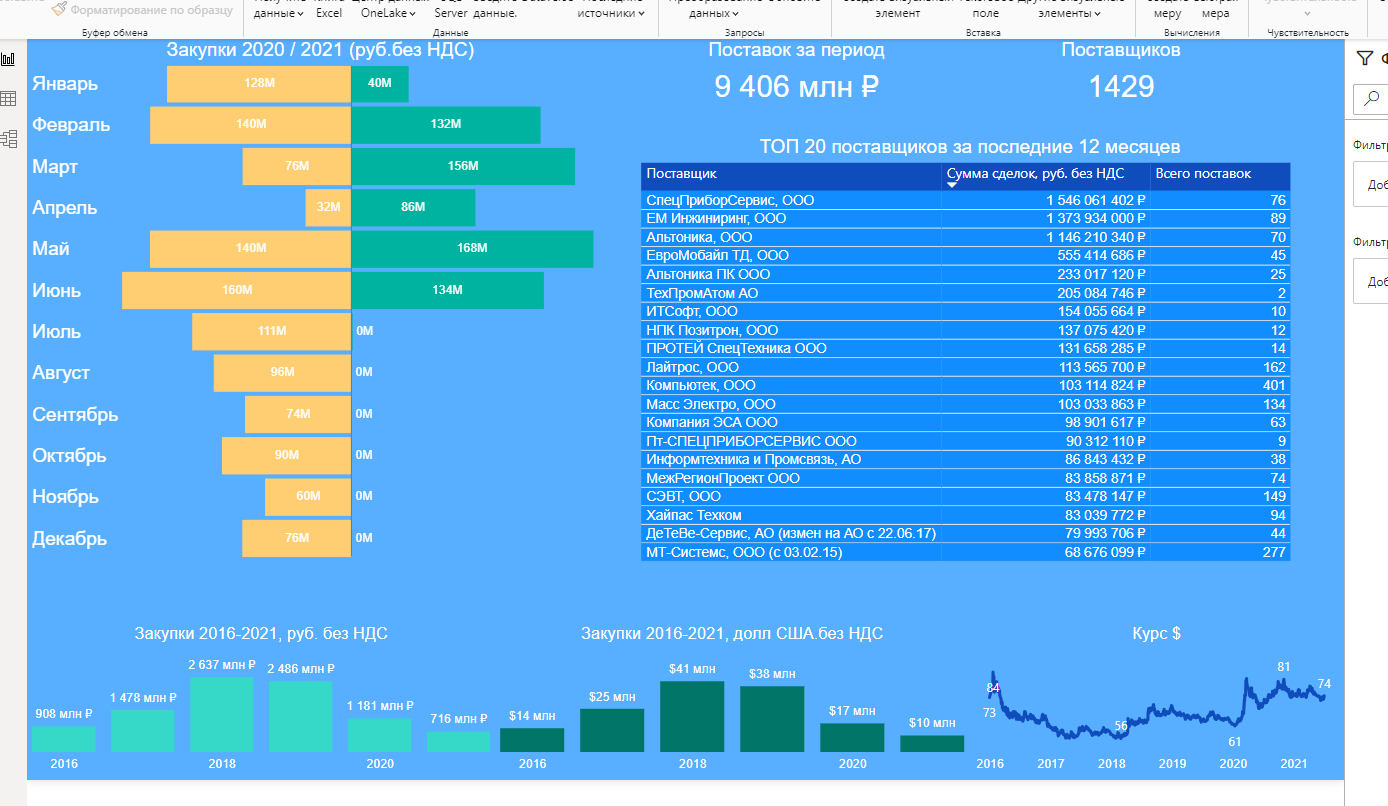 Форматирование по образцу
данные
Excel
OneLake
Server
данные.
источники
данных
элемент
поле
элементы
меру
мера
Буфер обмена
Данные
Запросы
Вставка
Вычисления
Чувствительность
Закупки 2020 / 2021 (руб.без НДС)
Январь 128M 40M
Февраль 140M 132M
Март 76M 156M
Апрель 32M 86M
Май 140M 168M
Июнь 160M 134M
Июль 111M 0M
Август 96M 0M
Сентябрь 74M 0M
Октябрь 90M 0M
Ноябрь 60M 0M
Декабрь 76M 0M
Поставок за период
9 406 млн ₽
Поставщиков
1429
ТОП 20 поставщиков за последние 12 месяцев
Поставщик Сумма сделок, руб. без НДС Всего поставок
СпецПриборСервис, ООО 1 546 061 402 ₽ 76
ЕМ Инжиниринг, ООО 1 373 934 000 ₽ 89
Альтоника, ООО 1 146 210 340 ₽ 70
ЕвроМобайл ТД, ООО 555 414 686 ₽ 45
Альтоника ПК ООО 233 017 120 ₽ 25
ТехПромАтом АО 205 084 746 ₽ 2
ИТСофт, ООО 154 055 664 ₽ 10
НПК Позитрон, ООО 137 075 420 ₽ 12
ПРОТЕЙ СпецТехника ООО 131 658 285 ₽ 14
Лайтрос, ООО 113 565 700 ₽ 162
Компьютек, ООО 103 114 824 ₽ 401
Масс Электро, ООО 103 033 863 ₽ 134
Компания ЭСА ООО 98 901 617 ₽ 63
Пт-СПЕЦПРИБОРСЕРВИС ООО 90 312 110 ₽ 9
Информтехника и Промсвязь, АО 86 843 432 ₽ 38
МежРегионПроект ООО 83 858 871 ₽ 74
СЭВТ, ООО 83 478 147 ₽ 149
Хайпас Техком 83 039 772 ₽ 94
ДеТеВе-Сервис, АО (измен на АО с 22.06.17) 79 993 706 ₽ 44
МТ-Системс, ООО (с 03.02.15) 68 676 099 ₽ 277
Закупки 2016-2021, руб. без НДС
908 млн ₽ 1 478 млн ₽ 2 637 млн ₽ 2 486 млн ₽ 1 181 млн ₽ 716 млн ₽
2016 2018 2020
Закупки 2016-2021, долл США.без НДС
$14 млн $25 млн $41 млн $38 млн $17 млн $10 млн
2016 2018 2020
Курс $
84
73
56
61
81
74
2016 2017 2018 2019 2020 2021